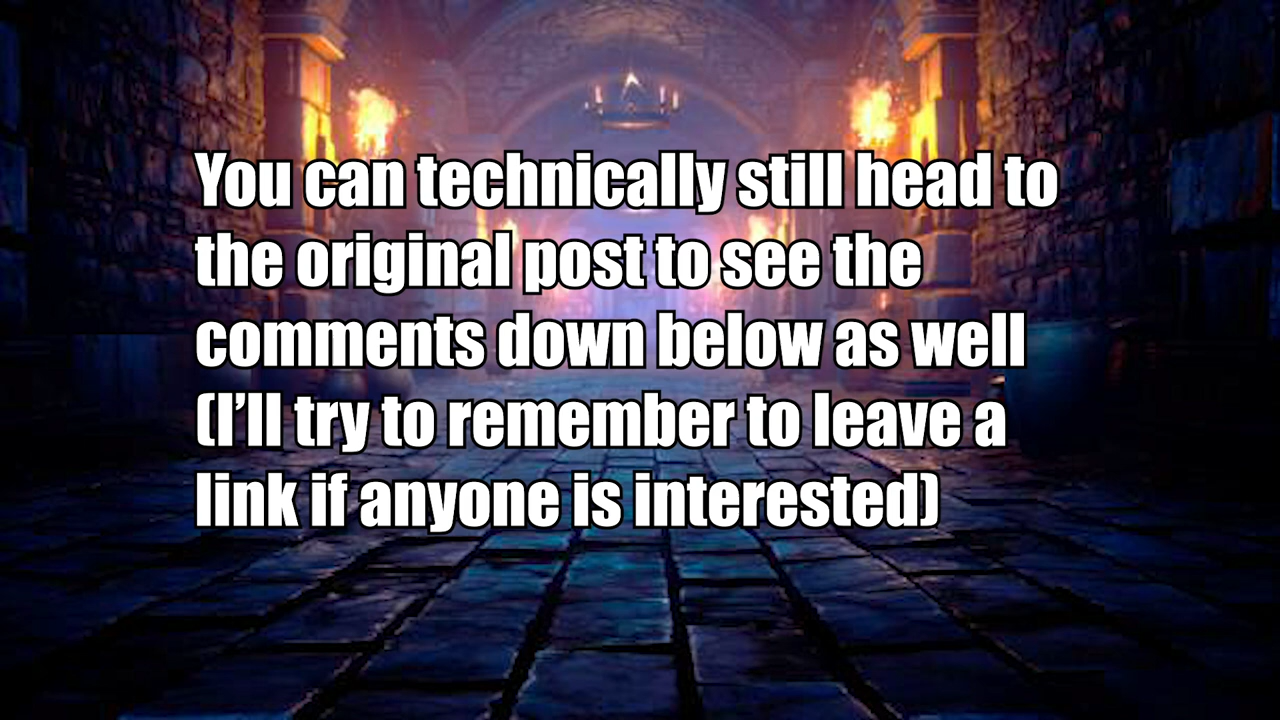 You can technically still head to
the original post to see the
comments down below as well
(I’ll try to remember to leave a
link if anyone is interested)